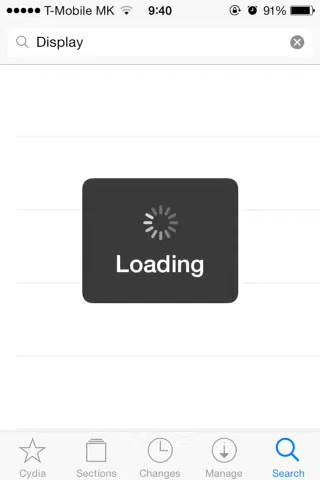 T-Mobile MK 9:40 91%
Display
Loading
Cydia Sections Changes Manage Search